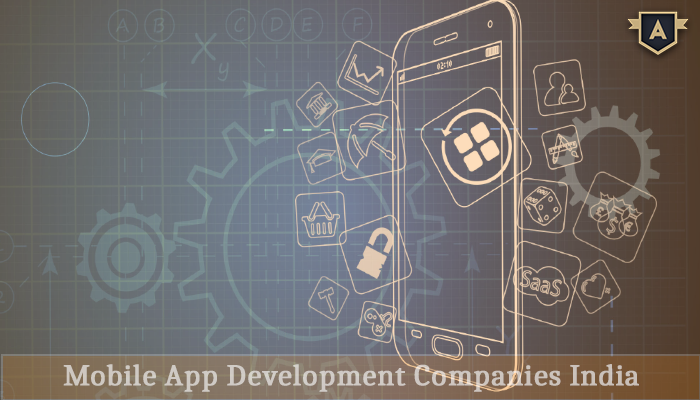 A B C D E F
A
X
y
02:10
£ $ €
SaaS
Mobile App Development Companies India